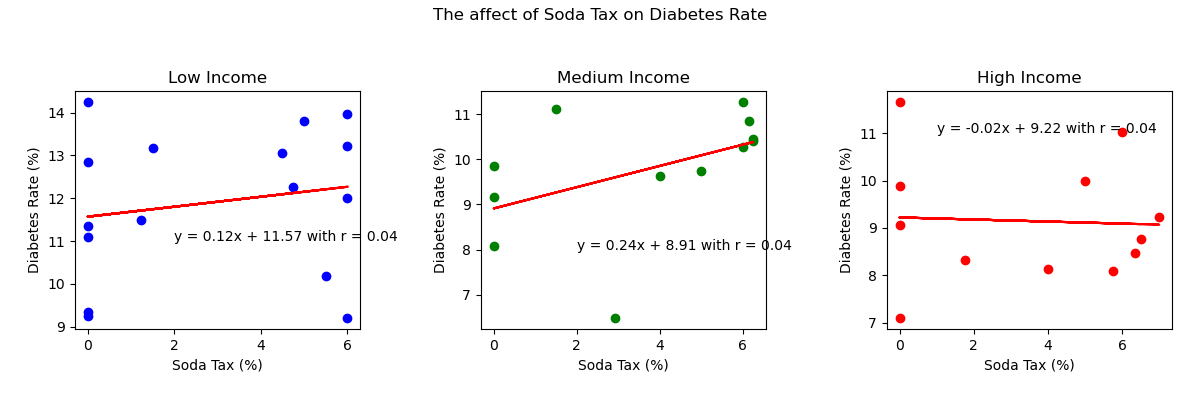 The affect of Soda Tax on Diabetes Rate
Low Income
Diabetes Rate (%)
14
13
12
11
10
9
y = 0.12x + 11.57 with r = 0.04
0 2 4 6
Soda Tax (%)
Medium Income
Diabetes Rate (%)
11
10
9
8
7
y = 0.24x + 8.91 with r = 0.04
0 2 4 6
Soda Tax (%)
High Income
Diabetes Rate (%)
11
10
9
8
7
y = -0.02x + 9.22 with r = 0.04
0 2 4 6
Soda Tax (%)